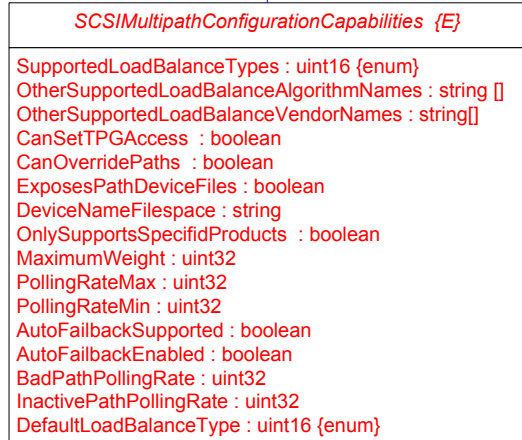 SCSIMultipathConfigurationCapabilities {E}
SupportedLoadBalanceTypes : uint16 {enum}
OtherSupportedLoadBalanceAlgorithmNames : string []
OtherSupportedLoadBalanceVendorNames : string[]
CanSetTPGAccess : boolean
CanOverridePaths : boolean
ExposesPathDeviceFiles : boolean
DeviceNameFilespace : string
OnlySupportsSpecifidProducts : boolean
MaximumWeight : uint32
PollingRateMax : uint32
PollingRateMin : uint32
AutoFailbackSupported : boolean
AutoFailbackEnabled : boolean
BadPathPollingRate : uint32
InactivePathPollingRate : uint32
DefaultLoadBalanceType : uint16 {enum}